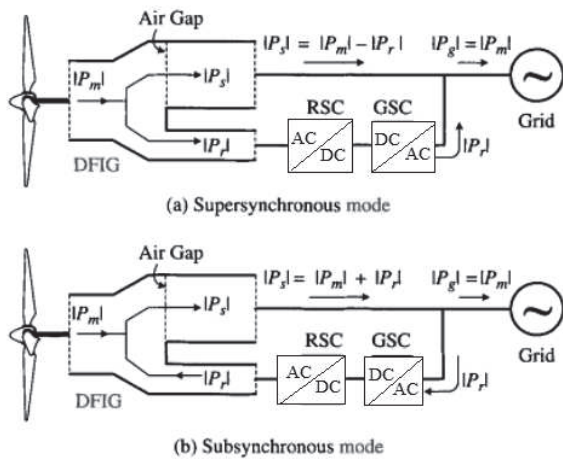 Air Gap
|Pₛ| = |Pₘ| – |Pᵣ|
|P_g| = |Pₘ|
|Pₘ|
|Pₛ|
RSC
GSC
AC
DC
DC
AC
|Pᵣ|
|Pᵣ|
Grid
DFIG
(a) Supersynchronous mode
Air Gap
|Pₛ| = |Pₘ| + |Pᵣ|
|P_g| = |Pₘ|
|Pₘ|
|Pₛ|
RSC
GSC
AC
DC
DC
AC
|Pᵣ|
|Pᵣ|
Grid
DFIG
(b) Subsynchronous mode